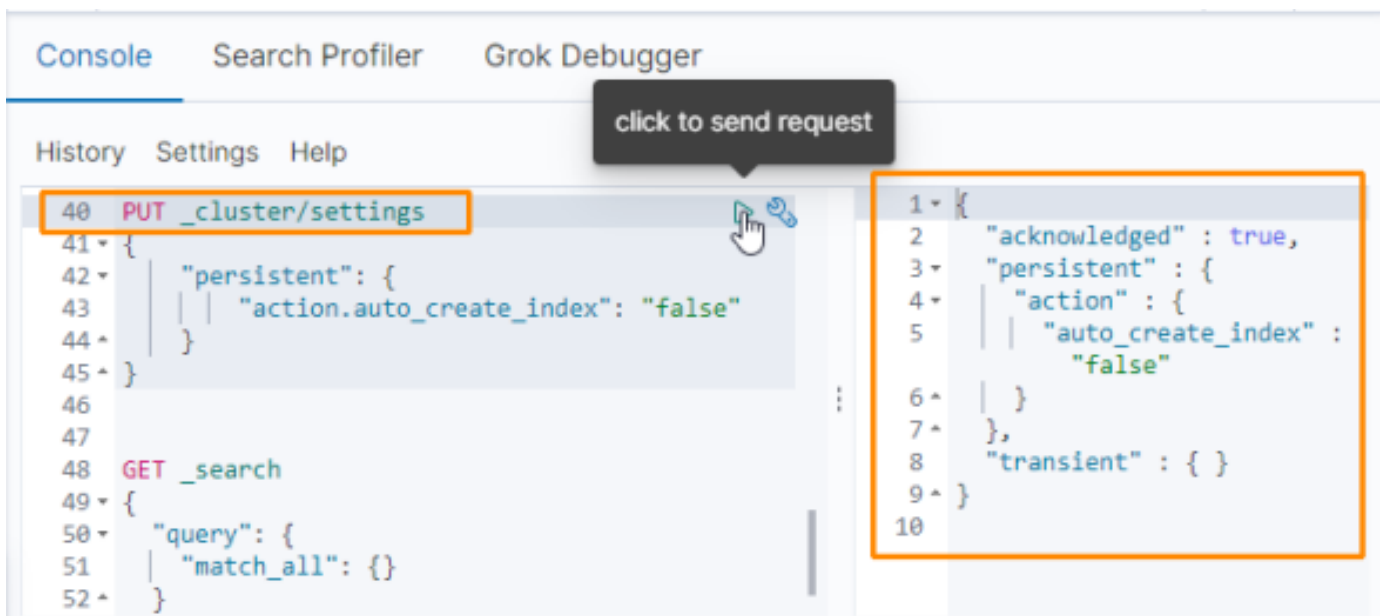 Console Search Profiler Grok Debugger
click to send request
History Settings Help
40 PUT _cluster/settings
41 {
42 "persistent": {
43 "action.auto_create_index": "false"
44 }
45 }
46
47
48 GET _search
49 {
50 "query": {
51 "match_all": {}
52 }
1 {
2 "acknowledged" : true,
3 "persistent" : {
4 "action" : {
5 "auto_create_index" :
"false"
6 }
7 },
8 "transient" : { }
9 }
10